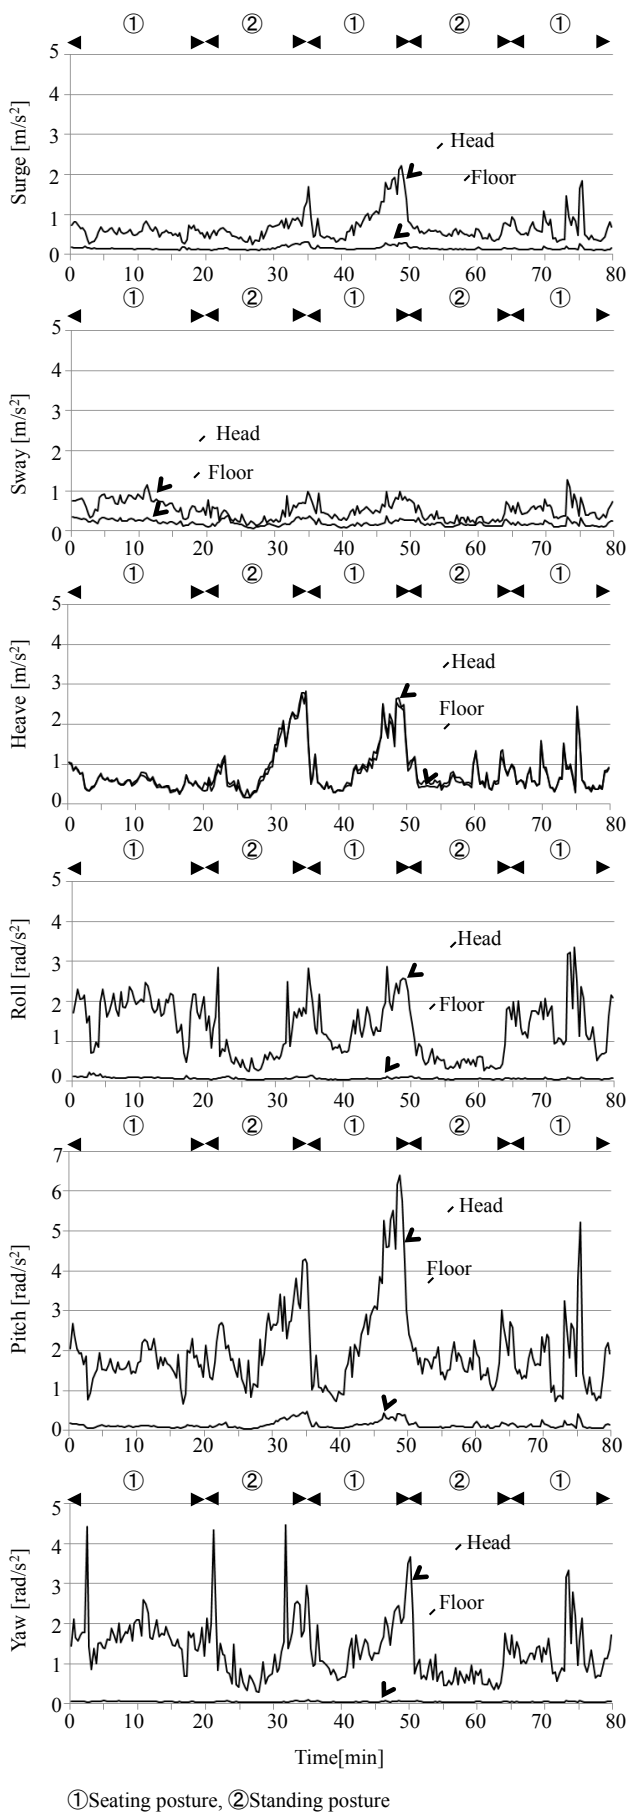 ① ② ① ② ①
5
4
3
2
1
0
Surge [m/s²]
Head
Floor
0 10 20 30 40 50 60 70 80
① ② ① ② ①
5
4
3
2
1
0
Sway [m/s²]
Head
Floor
0 10 20 30 40 50 60 70 80
① ② ① ② ①
5
4
3
2
1
0
Heave [m/s²]
Head
Floor
0 10 20 30 40 50 60 70 80
① ② ① ② ①
5
4
3
2
1
0
Roll [rad/s²]
Head
Floor
0 10 20 30 40 50 60 70 80
① ② ① ② ①
7
6
5
4
3
2
1
0
Pitch [rad/s²]
Head
Floor
0 10 20 30 40 50 60 70 80
① ② ① ② ①
5
4
3
2
1
0
Yaw [rad/s²]
Head
Floor
0 10 20 30 40 50 60 70 80
Time[min]
①Seating posture, ②Standing posture